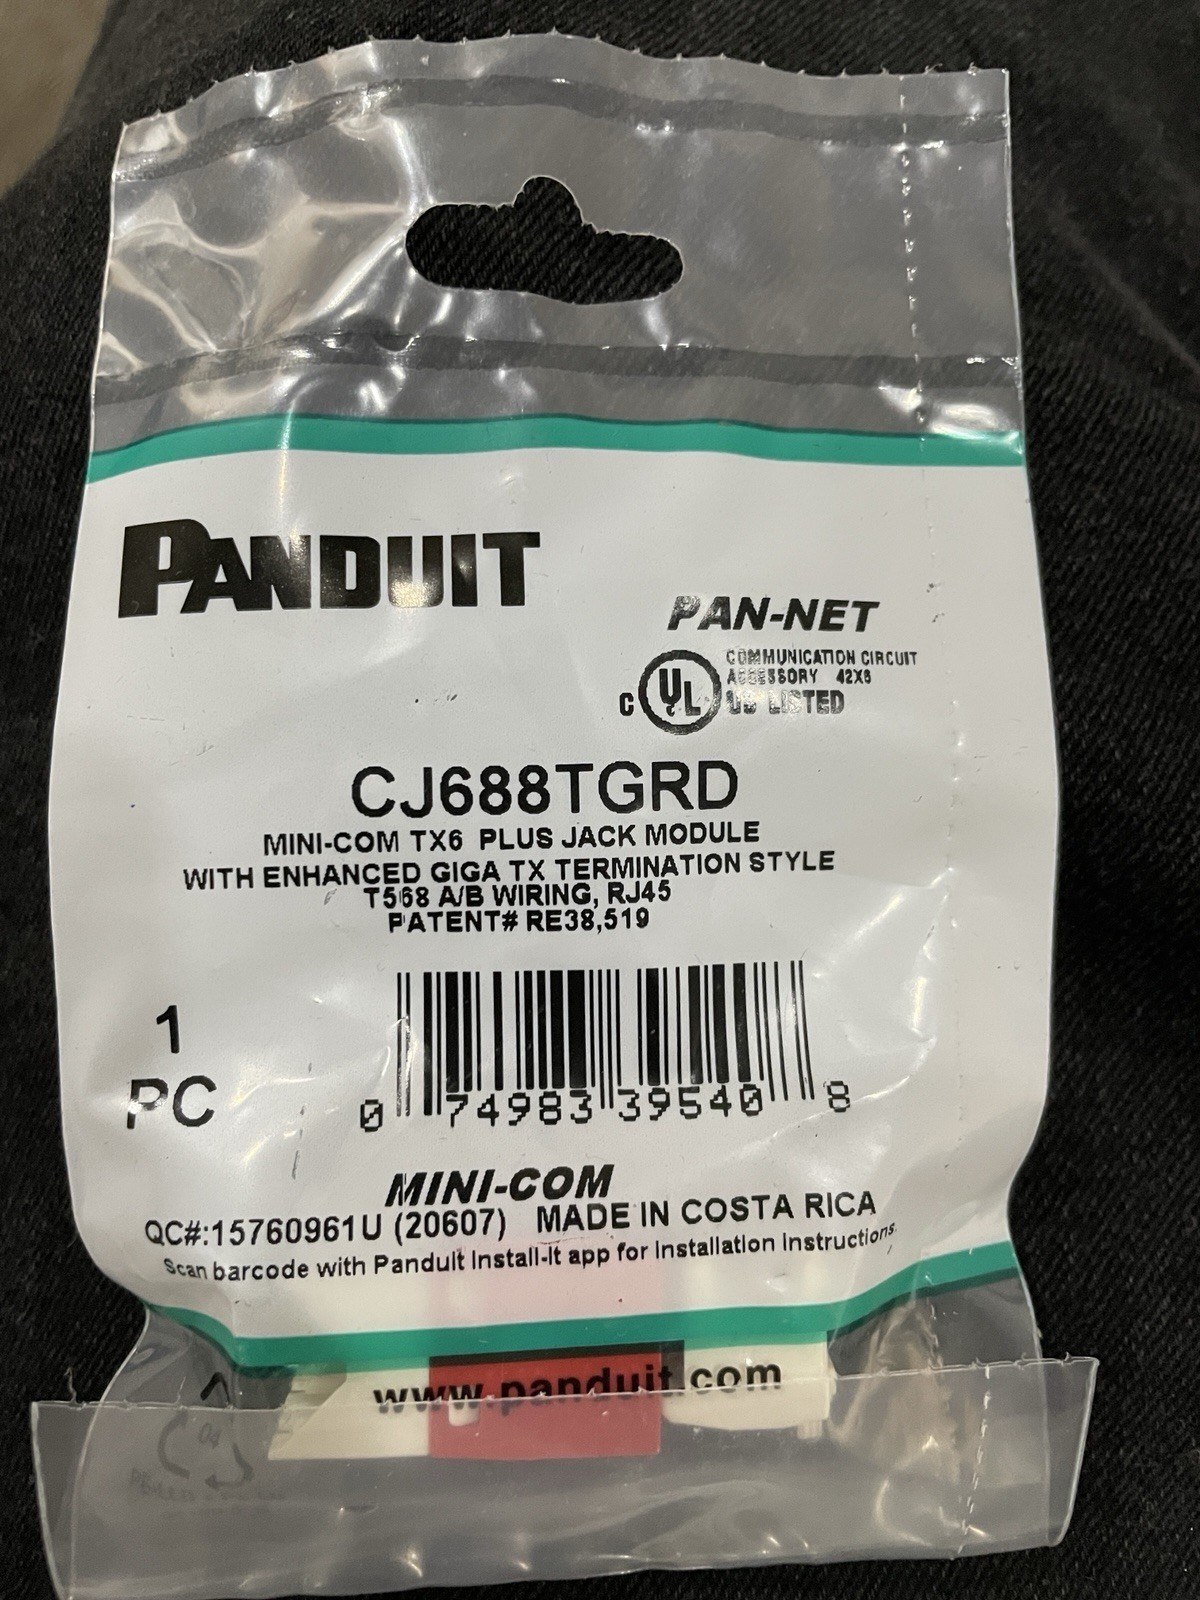 PANDUIT
PAN-NET
COMMUNICATION CIRCUIT
ACCESSORY 42X6
C UL US LISTED
CJ688TGRD
MINI-COM TX6 PLUS JACK MODULE
WITH ENHANCED GIGA TX TERMINATION STYLE
T568 A/B WIRING, RJ45
PATENT# RE38,519
1
PC
0 74983 39540 8
MINI-COM
QC#:15760961U (20607) MADE IN COSTA RICA
Scan barcode with Panduit Install-It app for Installation Instructions.
www.panduit.com
04